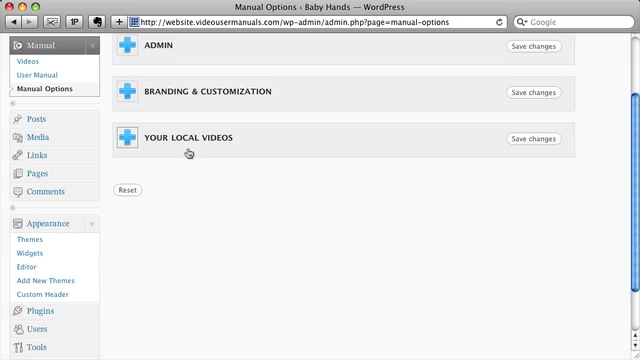 Manual Options ‹ Baby Hands — WordPress
1P
http://website.videousermanuals.com/wp-admin/admin.php?page=manual-options
Google
Manual
Videos
User Manual
Manual Options
Posts
Media
Links
Pages
Comments
Appearance
Themes
Widgets
Editor
Add New Themes
Custom Header
Plugins
Users
Tools
ADMIN
Save changes
BRANDING & CUSTOMIZATION
Save changes
YOUR LOCAL VIDEOS
Save changes
Reset